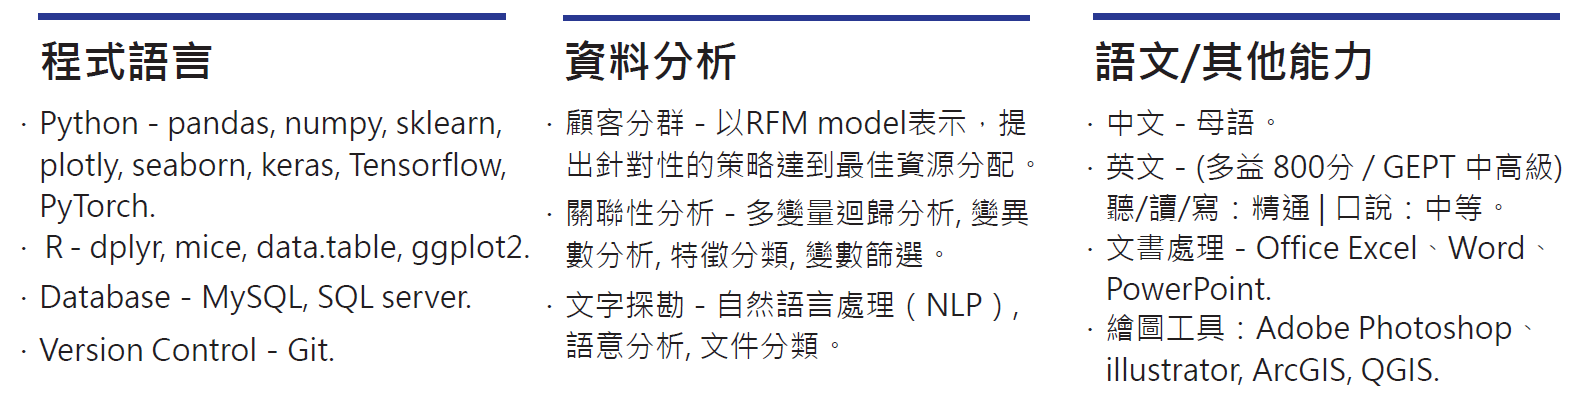 程式語言
· Python - pandas, numpy, sklearn,
plotly, seaborn, keras, Tensorflow,
PyTorch.
· R - dplyr, mice, data.table, ggplot2.
· Database - MySQL, SQL server.
· Version Control - Git.
資料分析
· 顧客分群 - 以RFM model表示，提
出針對性的策略達到最佳資源分配。
· 關聯性分析 - 多變量迴歸分析, 變異
數分析, 特徵分類, 變數篩選。
· 文字探勘 - 自然語言處理（NLP）,
語意分析, 文件分類。
語文/其他能力
· 中文 - 母語。
· 英文 - (多益 800分 / GEPT 中高級)
聽/讀/寫：精通 | 口說：中等。
· 文書處理 - Office Excel、Word、
PowerPoint.
· 繪圖工具：Adobe Photoshop、
illustrator, ArcGIS, QGIS.